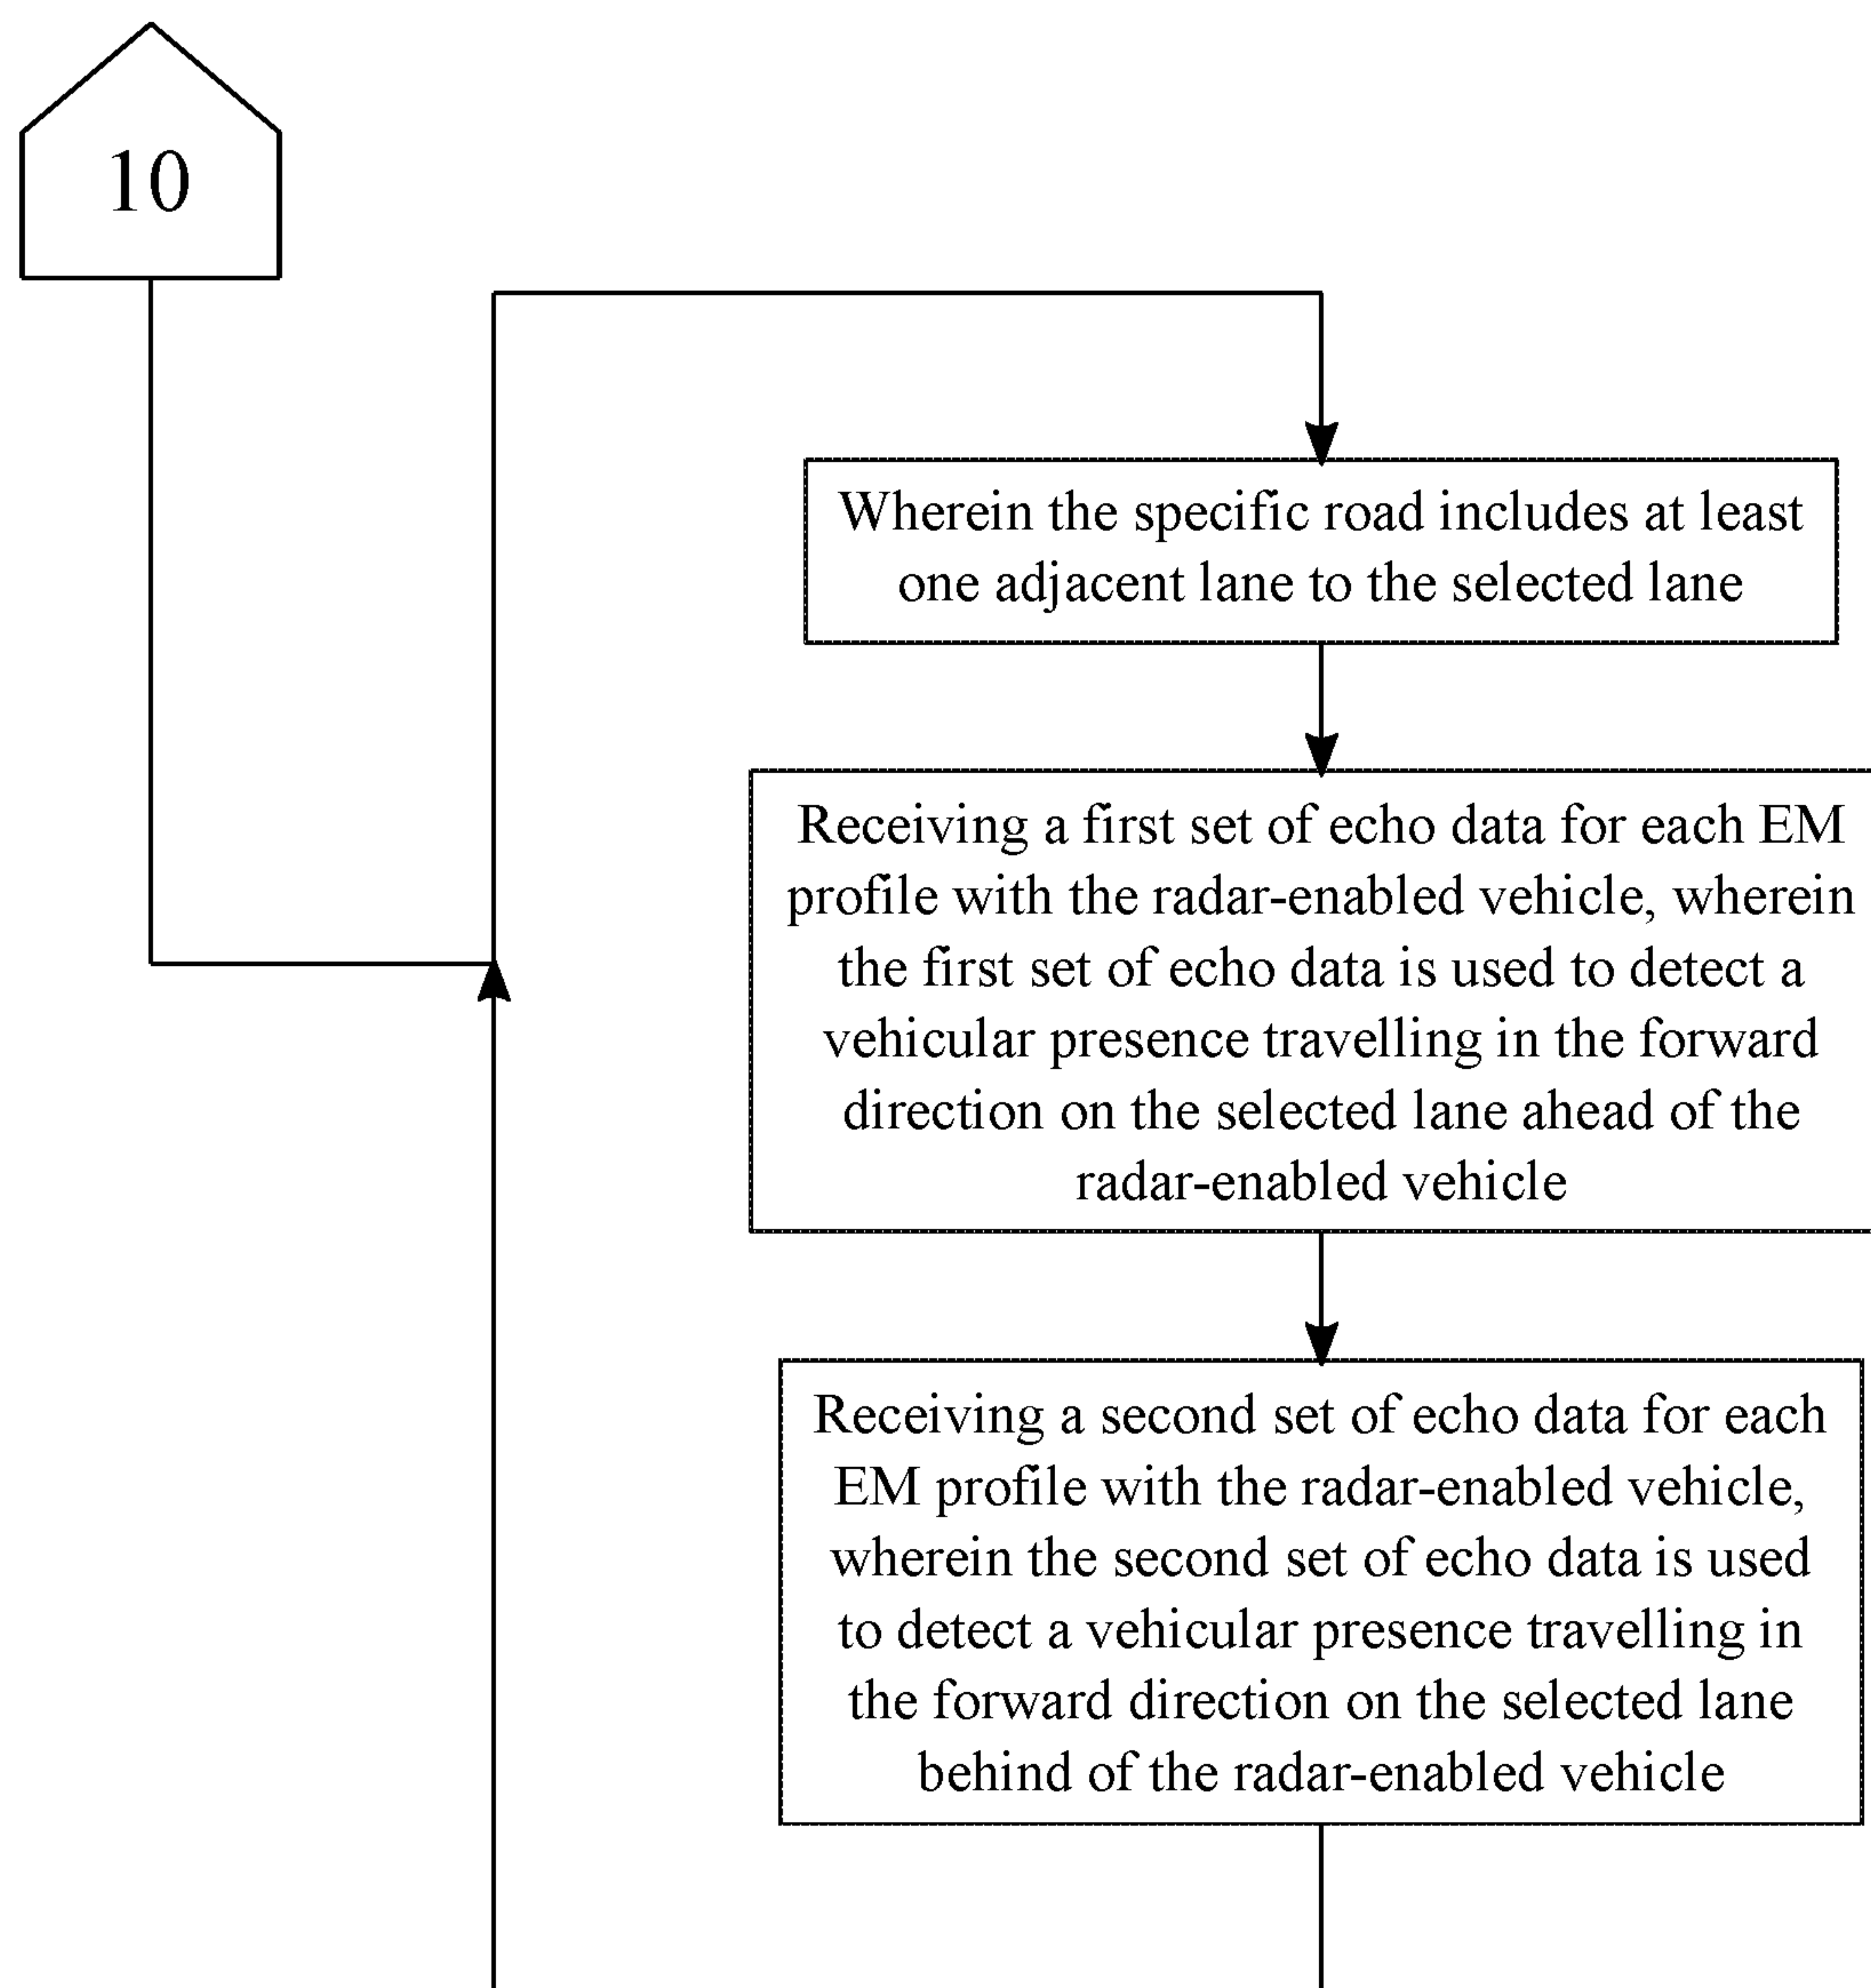 10
Wherein the specific road includes at least
one adjacent lane to the selected lane
Receiving a first set of echo data for each EM
profile with the radar-enabled vehicle, wherein
the first set of echo data is used to detect a
vehicular presence travelling in the forward
direction on the selected lane ahead of the
radar-enabled vehicle
Receiving a second set of echo data for each
EM profile with the radar-enabled vehicle,
wherein the second set of echo data is used
to detect a vehicular presence travelling in
the forward direction on the selected lane
behind of the radar-enabled vehicle